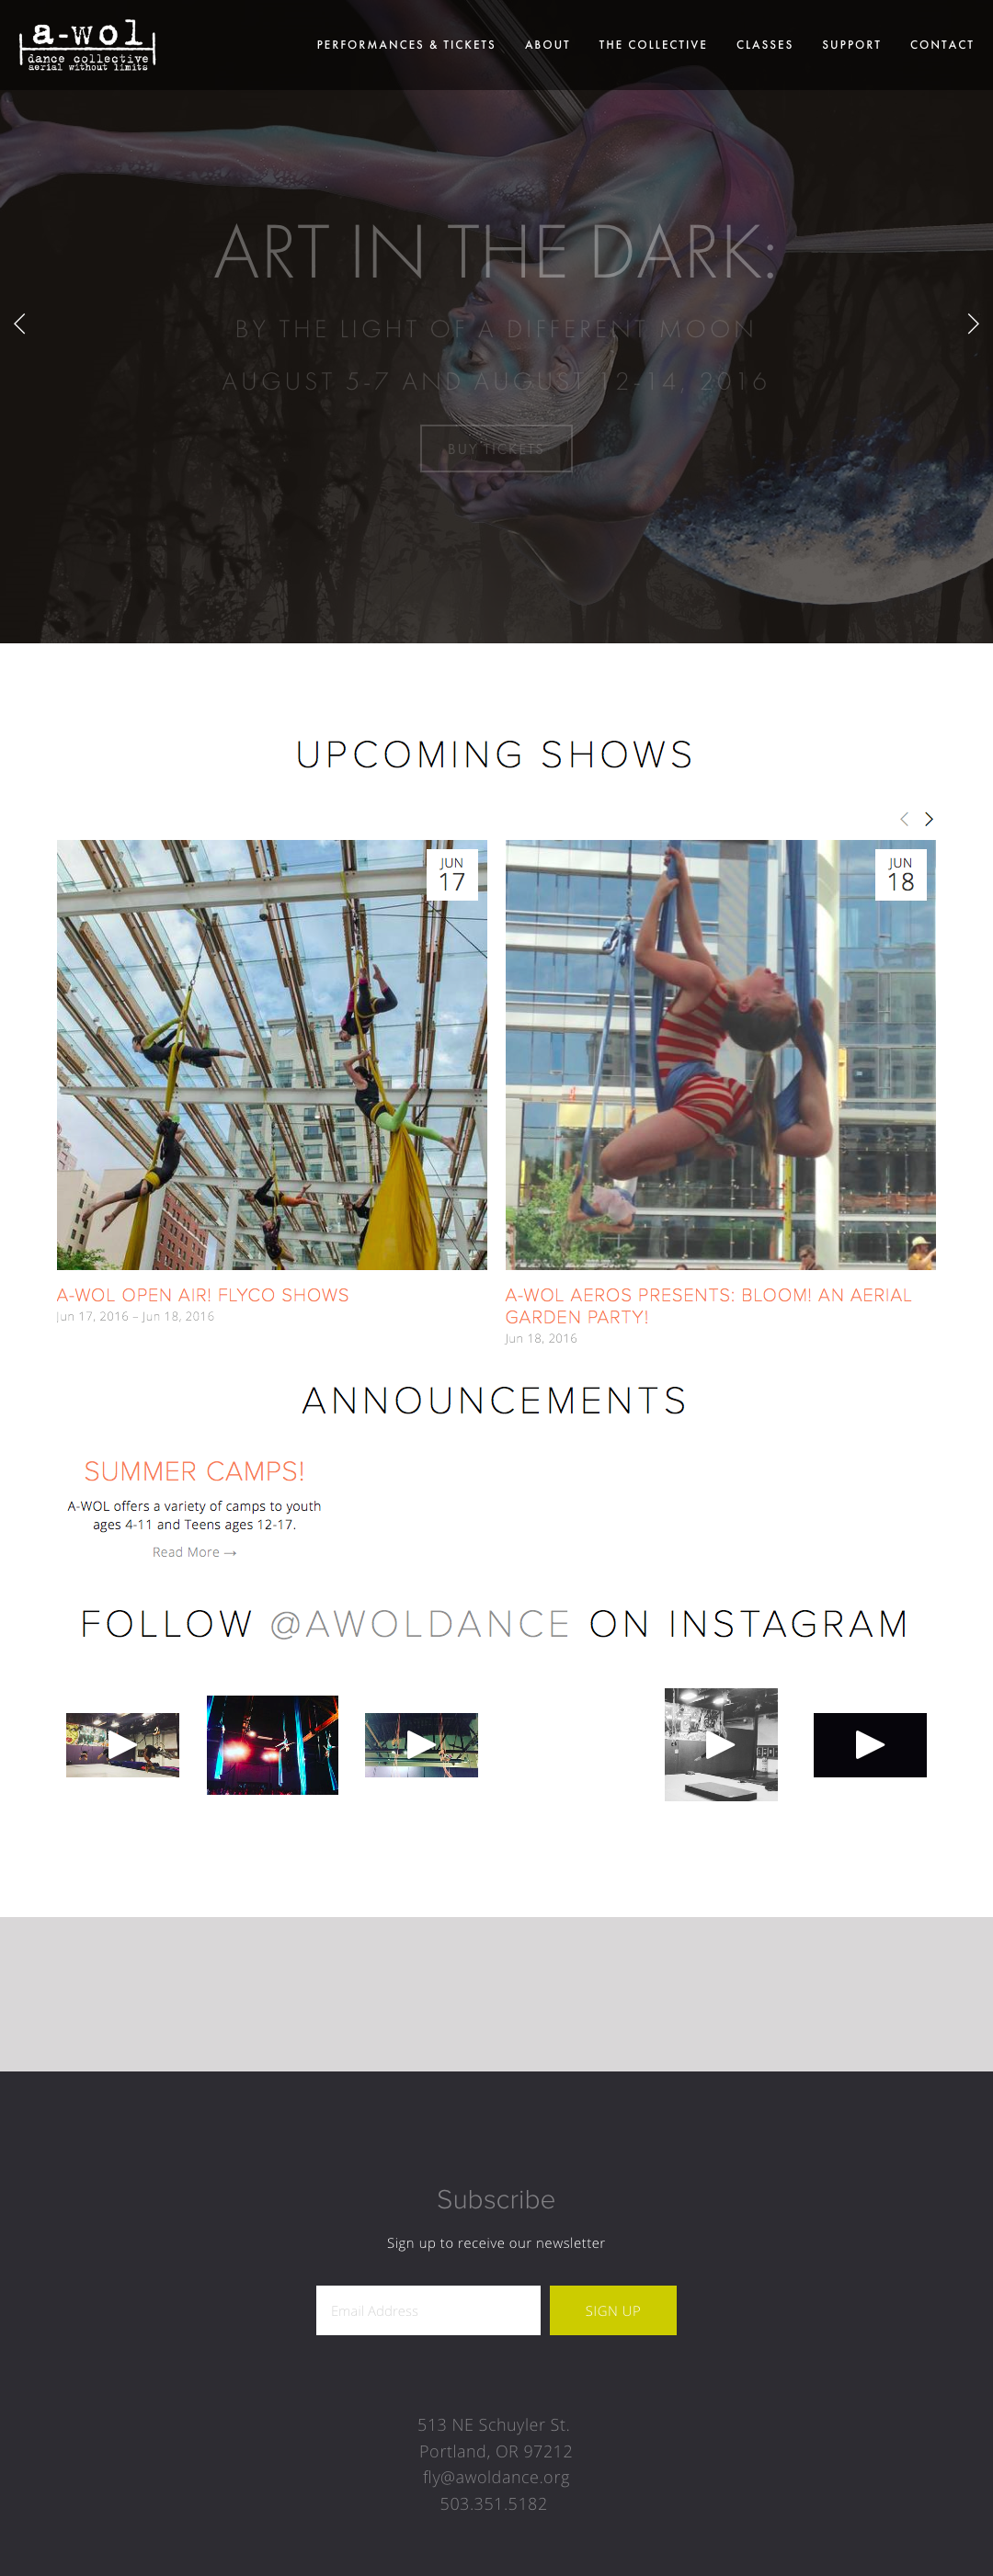 a-wol
dance collective
aerial without limits
PERFORMANCES & TICKETS ABOUT THE COLLECTIVE CLASSES SUPPORT CONTACT
ART IN THE DARK:
BY THE LIGHT OF A DIFFERENT MOON
AUGUST 5-7 AND AUGUST 12-14, 2016
BUY TICKETS
UPCOMING SHOWS
JUN
17
JUN
18
A-WOL OPEN AIR! FLYCO SHOWS
Jun 17, 2016 – Jun 18, 2016
A-WOL AEROS PRESENTS: BLOOM! AN AERIAL
GARDEN PARTY!
Jun 18, 2016
ANNOUNCEMENTS
SUMMER CAMPS!
A-WOL offers a variety of camps to youth
ages 4-11 and Teens ages 12-17.
Read More →
FOLLOW @AWOLDANCE ON INSTAGRAM
Subscribe
Sign up to receive our newsletter
Email Address
SIGN UP
513 NE Schuyler St.
Portland, OR 97212
fly@awoldance.org
503.351.5182